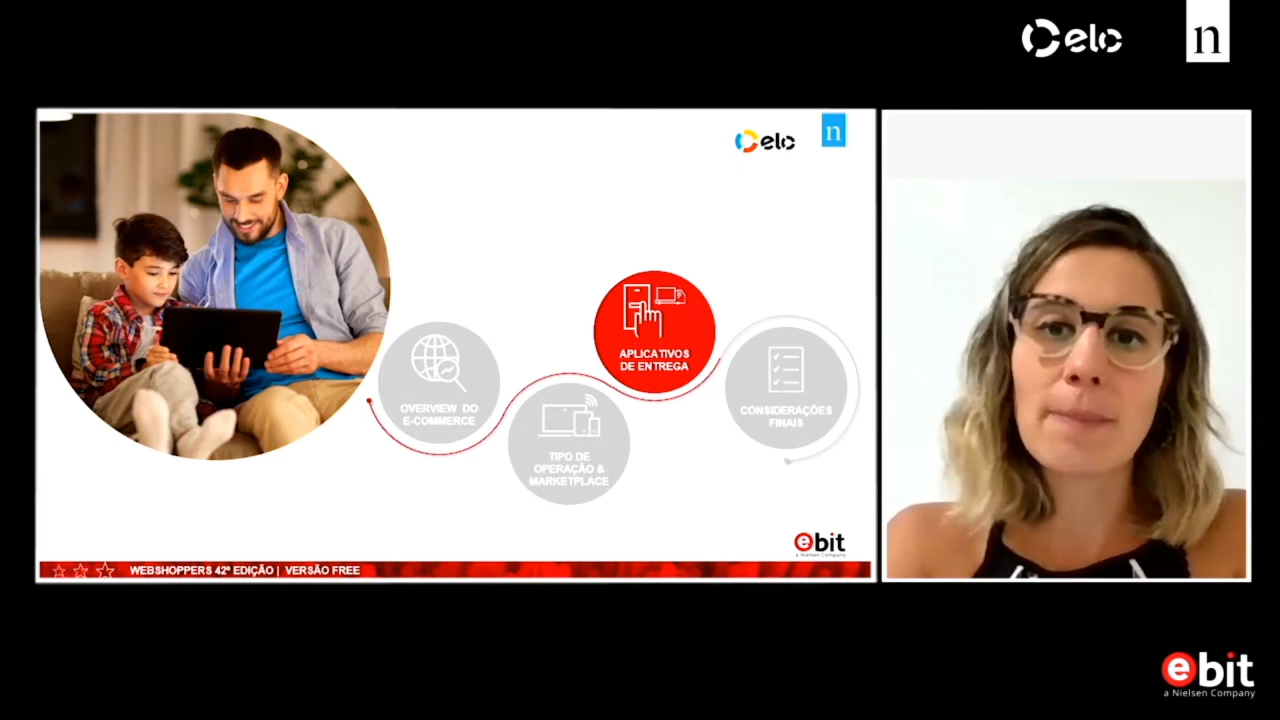 elo
n
elo
n
APLICATIVOS
DE ENTREGA
OVERVIEW DO
E-COMMERCE
CONSIDERAÇÕES
FINAIS
TIPO DE
OPERAÇÃO &
MARKETPLACE
ebit
a Nielsen Company
WEBSHOPPERS 42ª EDIÇÃO | VERSÃO FREE
ebit
a Nielsen Company